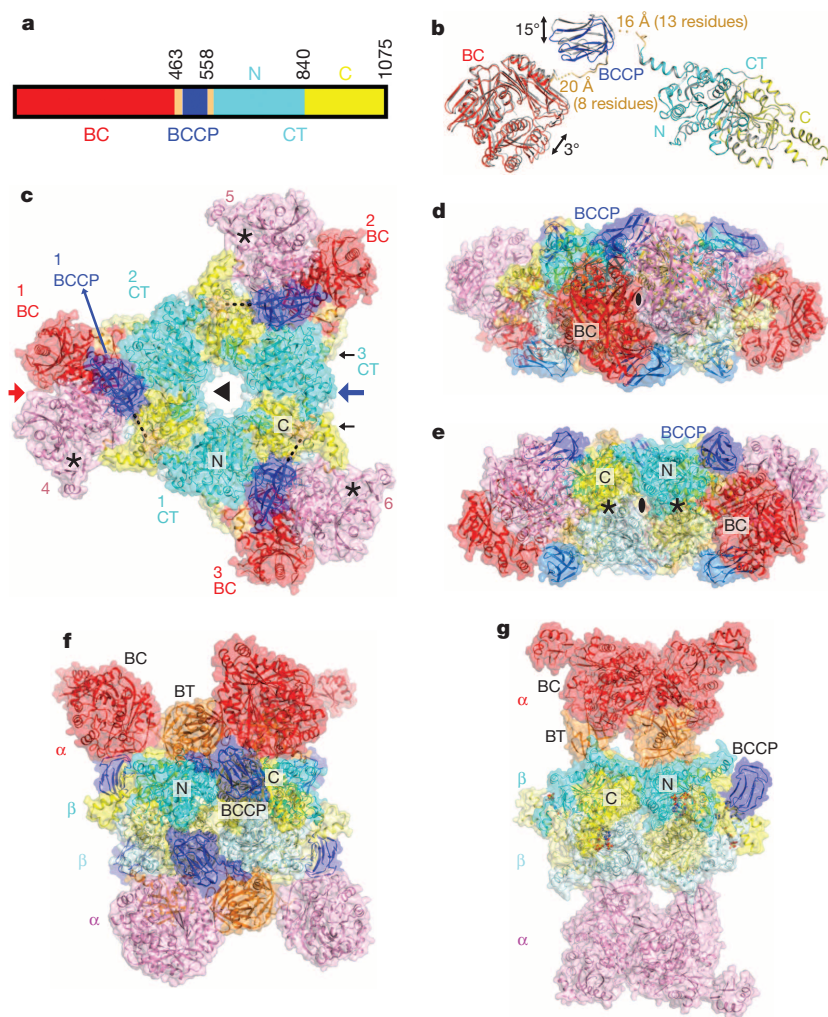 a
463
558
N
840
C
1075
BC
BCCP
CT
b
15°
16 Å (13 residues)
BC
BCCP
CT
20 Å
(8 residues)
N
C
3°
c
5
2
BC
1
BCCP
2
CT
1
BC
3
CT
C
N
4
1
CT
6
3
BC
d
BCCP
BC
e
BCCP
C
N
BC
f
BC
BT
α
N
C
BCCP
β
β
α
g
BC
α
BT
BCCP
β
C
N
β
α